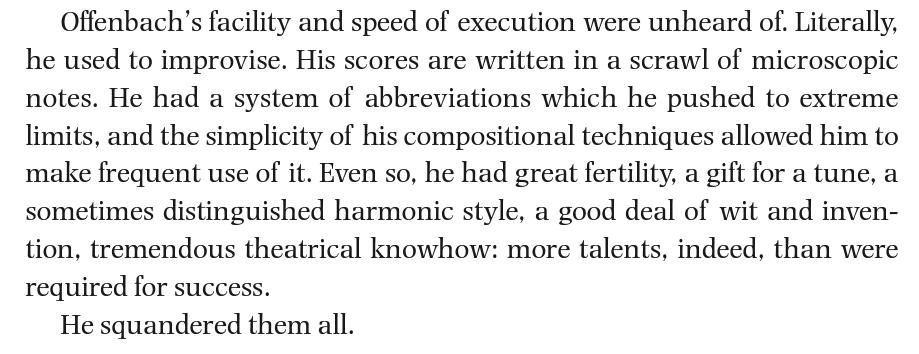 Offenbach’s facility and speed of execution were unheard of. Literally,
he used to improvise. His scores are written in a scrawl of microscopic
notes. He had a system of abbreviations which he pushed to extreme
limits, and the simplicity of his compositional techniques allowed him to
make frequent use of it. Even so, he had great fertility, a gift for a tune, a
sometimes distinguished harmonic style, a good deal of wit and inven-
tion, tremendous theatrical knowhow: more talents, indeed, than were
required for success.
He squandered them all.